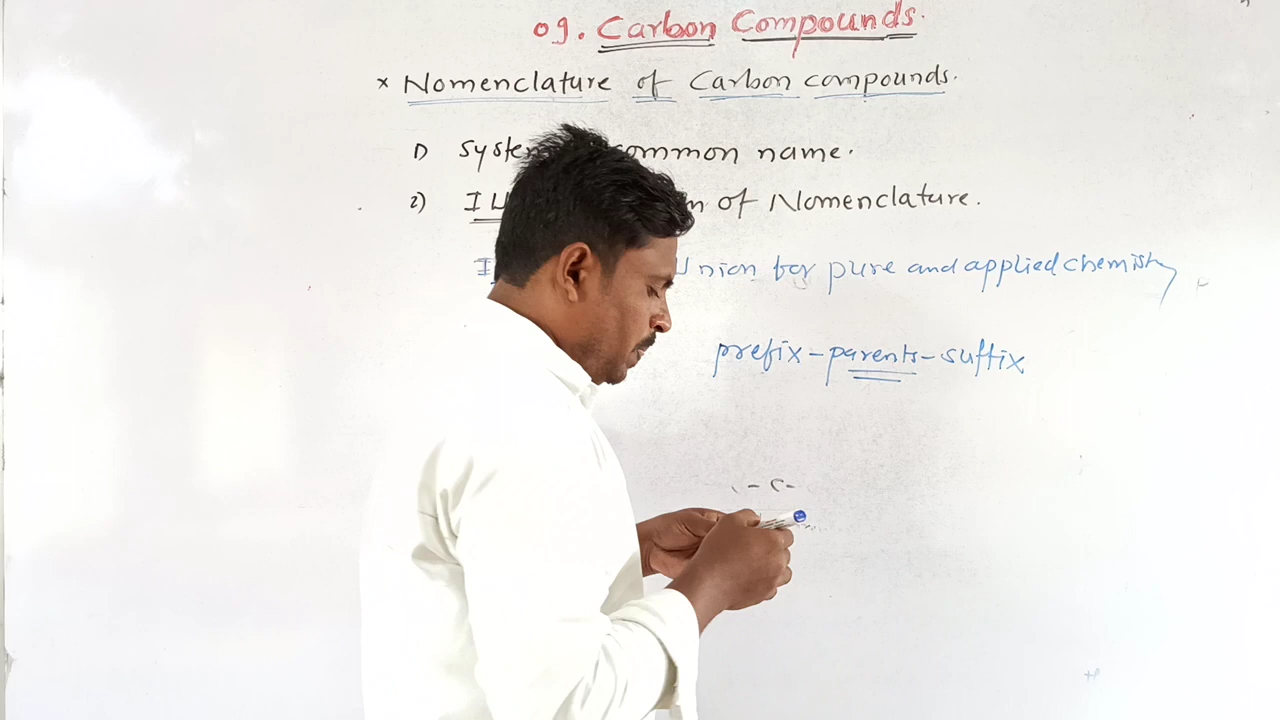 09. Carbon Compounds.
× Nomenclature of Carbon compounds.
1) system common name.
2) IU of Nomenclature.
I Union for pure and applied chemistry
prefix-parents-suffix
- C -